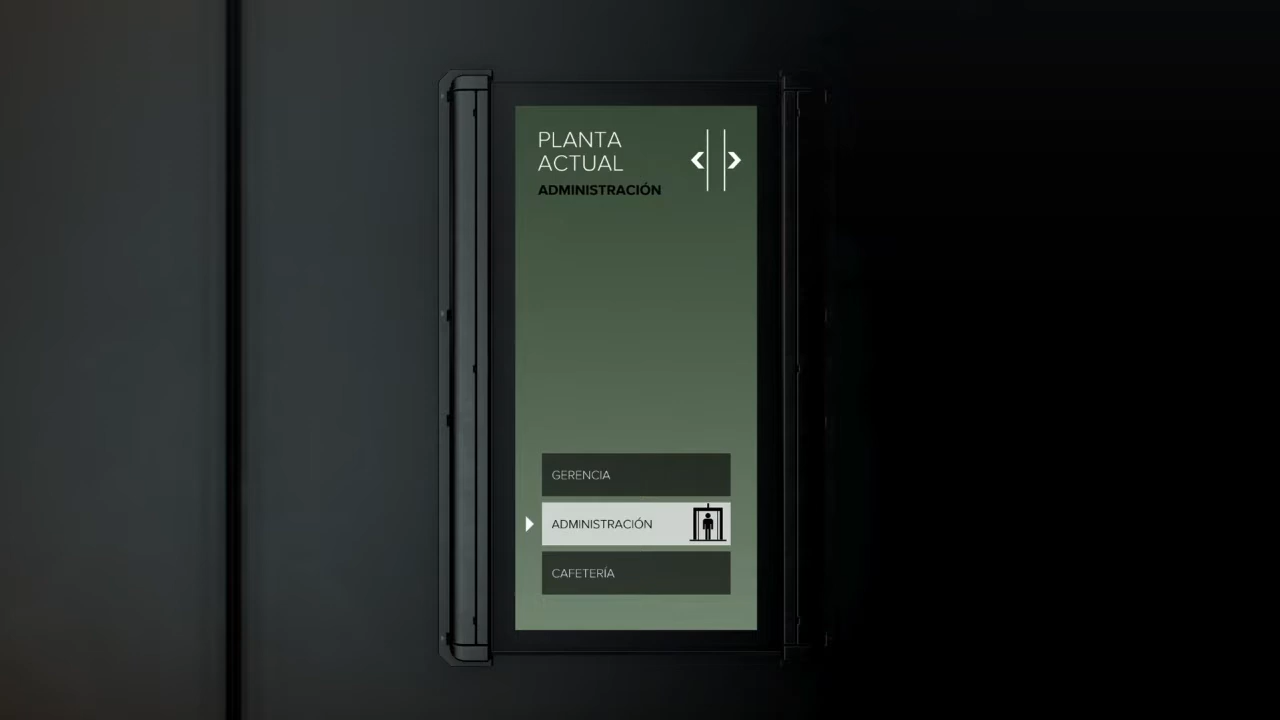 PLANTA
ACTUAL
ADMINISTRACIÓN
GERENCIA
ADMINISTRACIÓN
CAFETERÍA